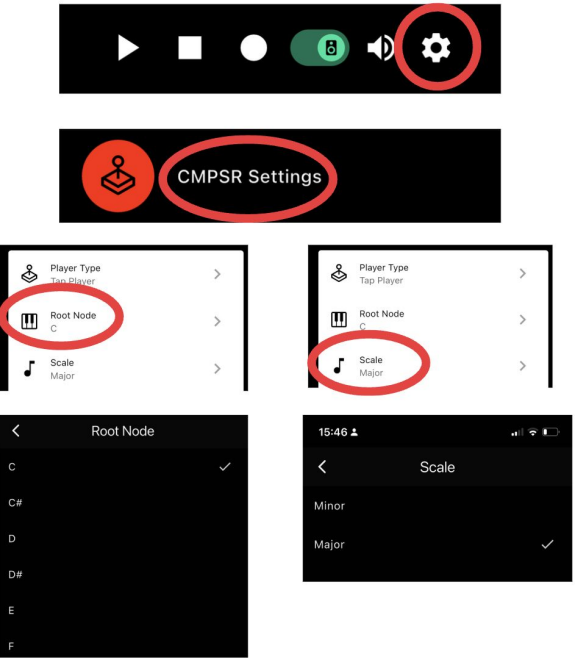 CMPSR Settings
Player Type
Tap Player
Root Node
C
Scale
Major
Player Type
Tap Player
Root Node
C
Scale
Major
Root Node
C
C#
D
D#
E
F
15:46
Scale
Minor
Major